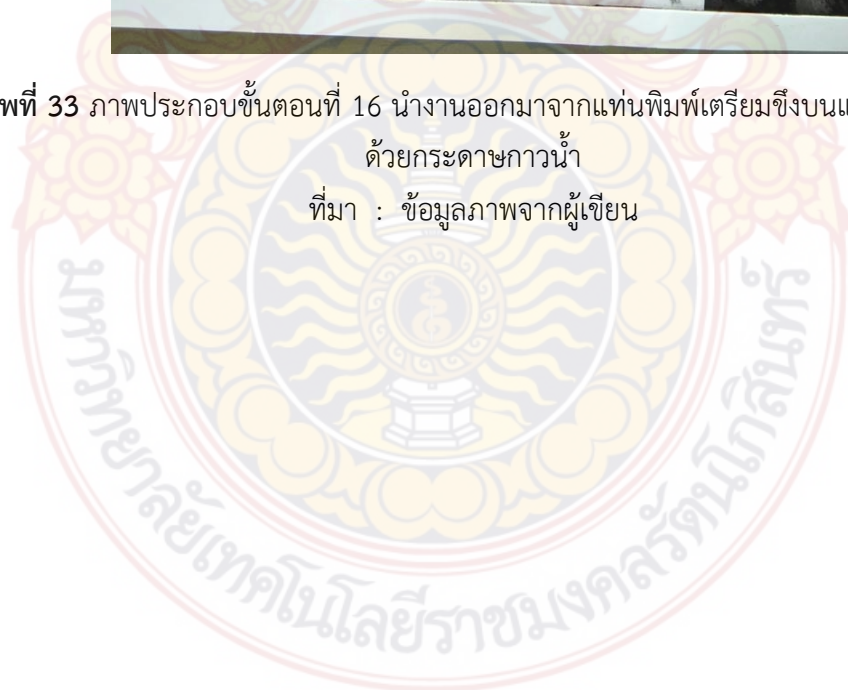 พที่ 33 ภาพประกอบขั้นตอนที่ 16 นำงานออกมาจากแท่นพิมพ์เตรียมขึงบนแ
ด้วยกระดาษกาวน้ำ
ที่มา : ข้อมูลภาพจากผู้เขียน
มหาวิทยาลัยเทคโนโลยีราชมงคลรัตนโกสินทร์